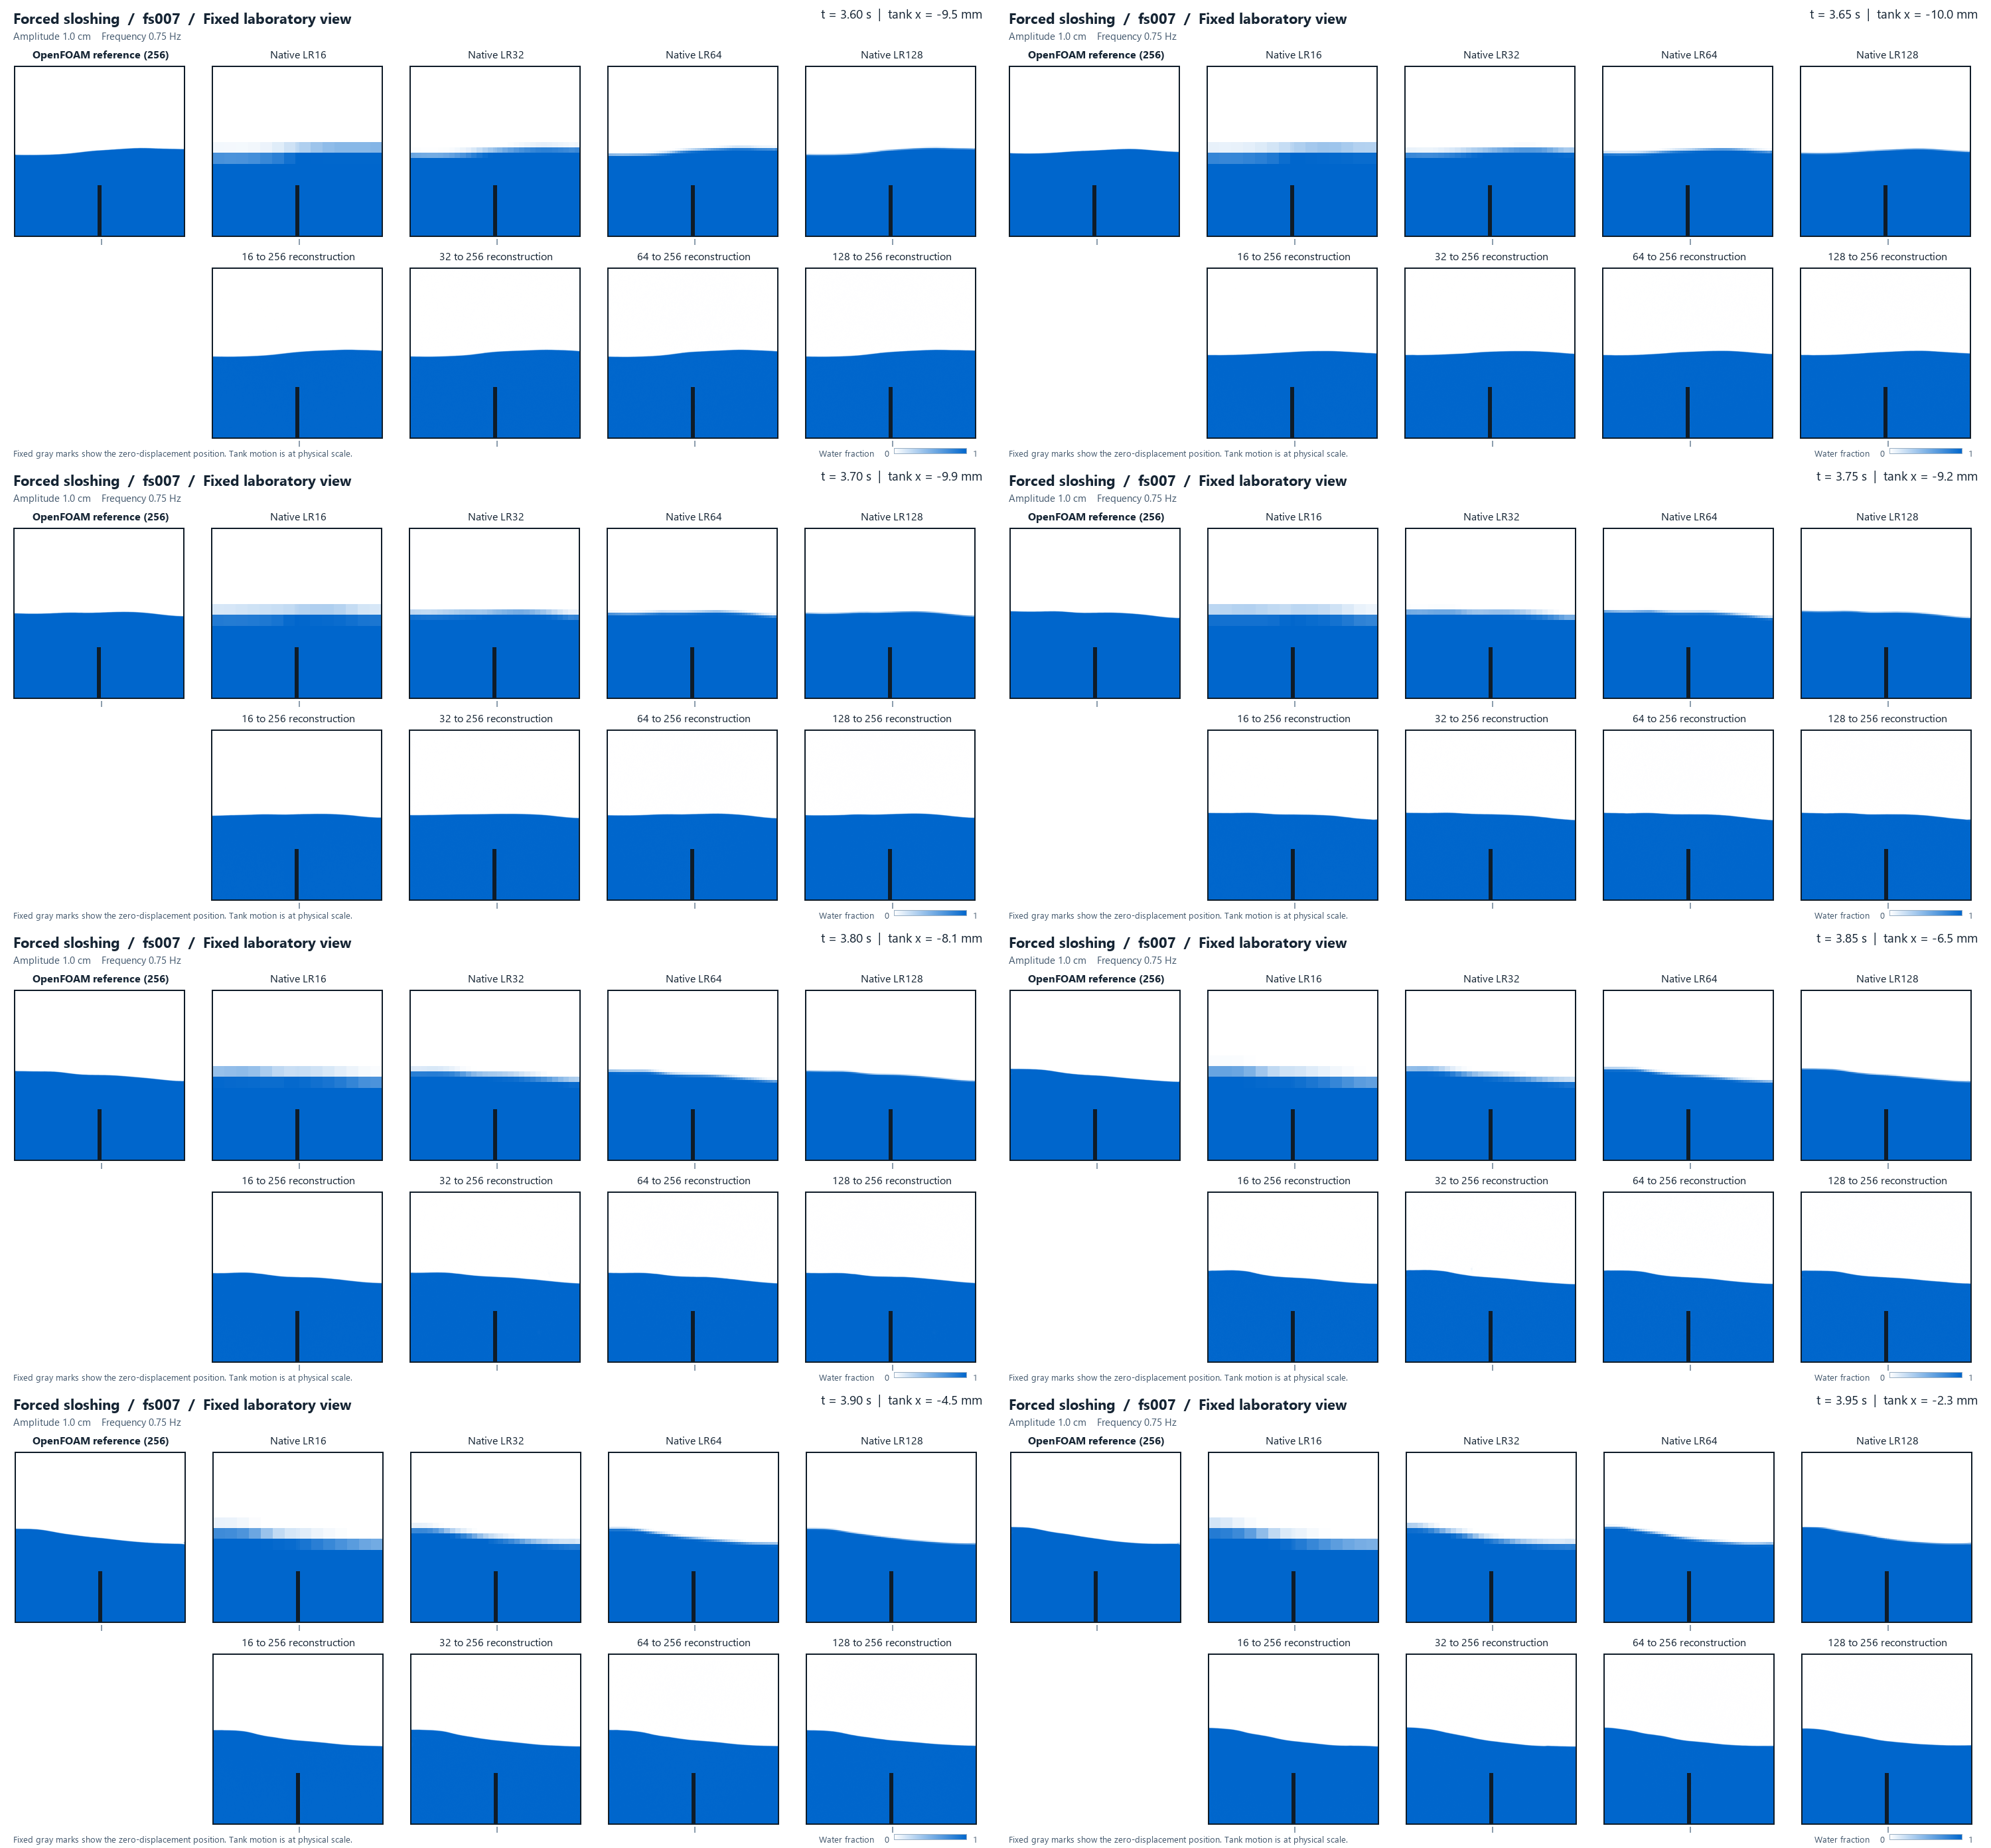 Forced sloshing / fs007 / Fixed laboratory view
t = 3.60 s | tank x = -9.5 mm
Amplitude 1.0 cm Frequency 0.75 Hz
OpenFOAM reference (256) Native LR16 Native LR32 Native LR64 Native LR128
16 to 256 reconstruction 32 to 256 reconstruction 64 to 256 reconstruction 128 to 256 reconstruction
Fixed gray marks show the zero-displacement position. Tank motion is at physical scale.
Water fraction 0 1
Forced sloshing / fs007 / Fixed laboratory view
t = 3.65 s | tank x = -10.0 mm
Amplitude 1.0 cm Frequency 0.75 Hz
OpenFOAM reference (256) Native LR16 Native LR32 Native LR64 Native LR128
16 to 256 reconstruction 32 to 256 reconstruction 64 to 256 reconstruction 128 to 256 reconstruction
Fixed gray marks show the zero-displacement position. Tank motion is at physical scale.
Water fraction 0 1
Forced sloshing / fs007 / Fixed laboratory view
t = 3.70 s | tank x = -9.9 mm
Amplitude 1.0 cm Frequency 0.75 Hz
OpenFOAM reference (256) Native LR16 Native LR32 Native LR64 Native LR128
16 to 256 reconstruction 32 to 256 reconstruction 64 to 256 reconstruction 128 to 256 reconstruction
Fixed gray marks show the zero-displacement position. Tank motion is at physical scale.
Water fraction 0 1
Forced sloshing / fs007 / Fixed laboratory view
t = 3.75 s | tank x = -9.2 mm
Amplitude 1.0 cm Frequency 0.75 Hz
OpenFOAM reference (256) Native LR16 Native LR32 Native LR64 Native LR128
16 to 256 reconstruction 32 to 256 reconstruction 64 to 256 reconstruction 128 to 256 reconstruction
Fixed gray marks show the zero-displacement position. Tank motion is at physical scale.
Water fraction 0 1
Forced sloshing / fs007 / Fixed laboratory view
t = 3.80 s | tank x = -8.1 mm
Amplitude 1.0 cm Frequency 0.75 Hz
OpenFOAM reference (256) Native LR16 Native LR32 Native LR64 Native LR128
16 to 256 reconstruction 32 to 256 reconstruction 64 to 256 reconstruction 128 to 256 reconstruction
Fixed gray marks show the zero-displacement position. Tank motion is at physical scale.
Water fraction 0 1
Forced sloshing / fs007 / Fixed laboratory view
t = 3.85 s | tank x = -6.5 mm
Amplitude 1.0 cm Frequency 0.75 Hz
OpenFOAM reference (256) Native LR16 Native LR32 Native LR64 Native LR128
16 to 256 reconstruction 32 to 256 reconstruction 64 to 256 reconstruction 128 to 256 reconstruction
Fixed gray marks show the zero-displacement position. Tank motion is at physical scale.
Water fraction 0 1
Forced sloshing / fs007 / Fixed laboratory view
t = 3.90 s | tank x = -4.5 mm
Amplitude 1.0 cm Frequency 0.75 Hz
OpenFOAM reference (256) Native LR16 Native LR32 Native LR64 Native LR128
16 to 256 reconstruction 32 to 256 reconstruction 64 to 256 reconstruction 128 to 256 reconstruction
Fixed gray marks show the zero-displacement position. Tank motion is at physical scale.
Water fraction 0 1
Forced sloshing / fs007 / Fixed laboratory view
t = 3.95 s | tank x = -2.3 mm
Amplitude 1.0 cm Frequency 0.75 Hz
OpenFOAM reference (256) Native LR16 Native LR32 Native LR64 Native LR128
16 to 256 reconstruction 32 to 256 reconstruction 64 to 256 reconstruction 128 to 256 reconstruction
Fixed gray marks show the zero-displacement position. Tank motion is at physical scale.
Water fraction 0 1